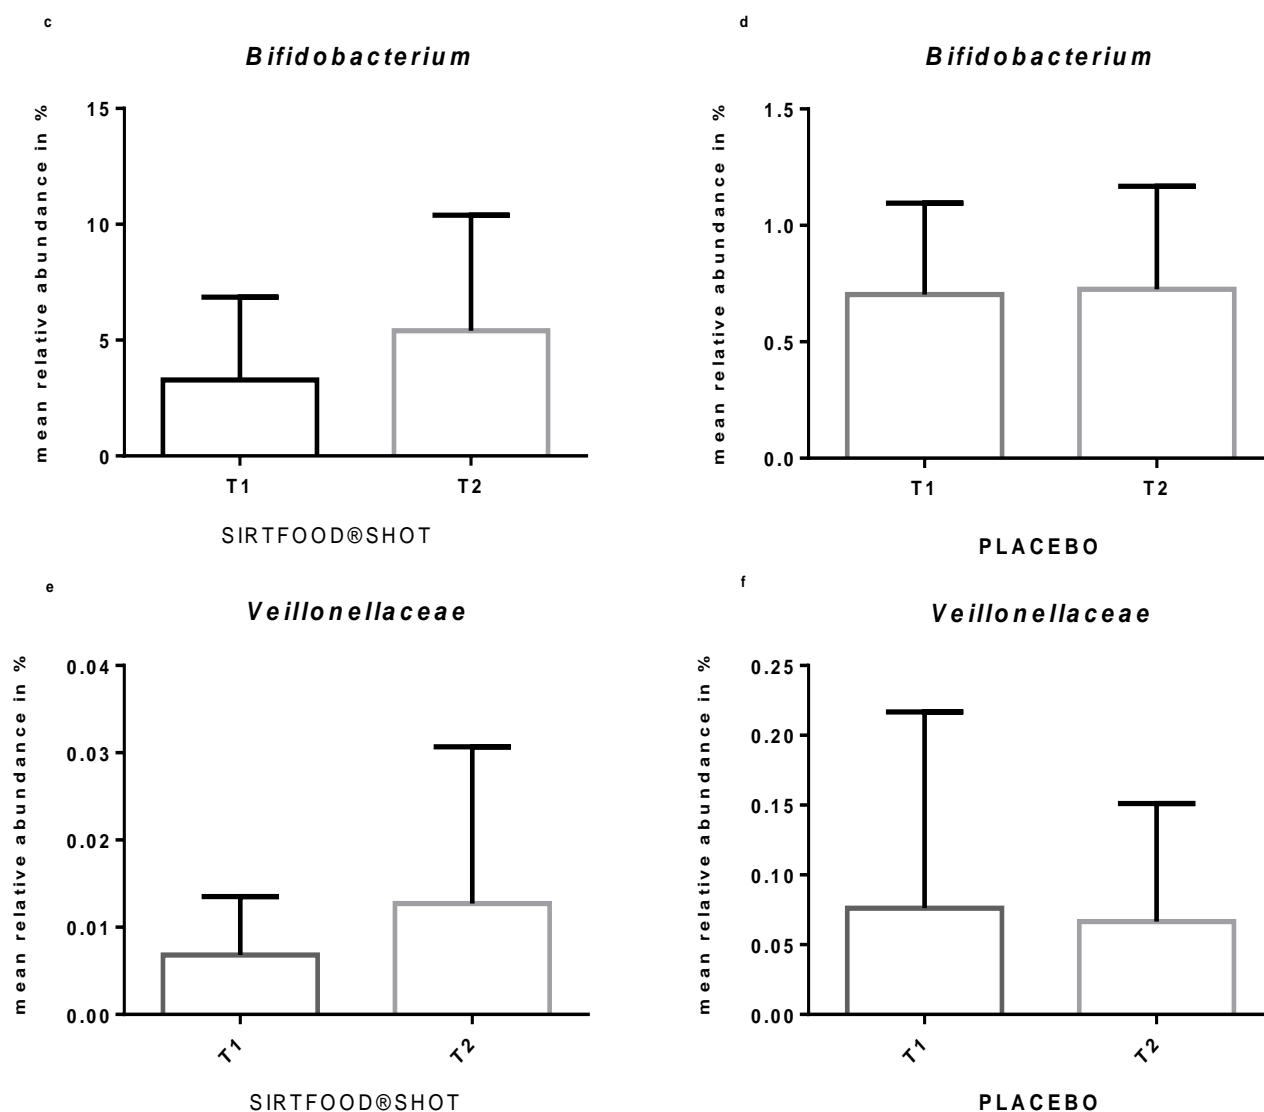 c
Bifidobacterium
mean relative abundance in %
15
10
5
0
T1
T2
SIRTFOOD®SHOT
d
Bifidobacterium
mean relative abundance in %
1.5
1.0
0.5
0.0
T1
T2
PLACEBO
e
Veillonellaceae
mean relative abundance in %
0.04
0.03
0.02
0.01
0.00
T1
T2
SIRTFOOD®SHOT
f
Veillonellaceae
mean relative abundance in %
0.25
0.20
0.15
0.10
0.05
0.00
T1
T2
PLACEBO